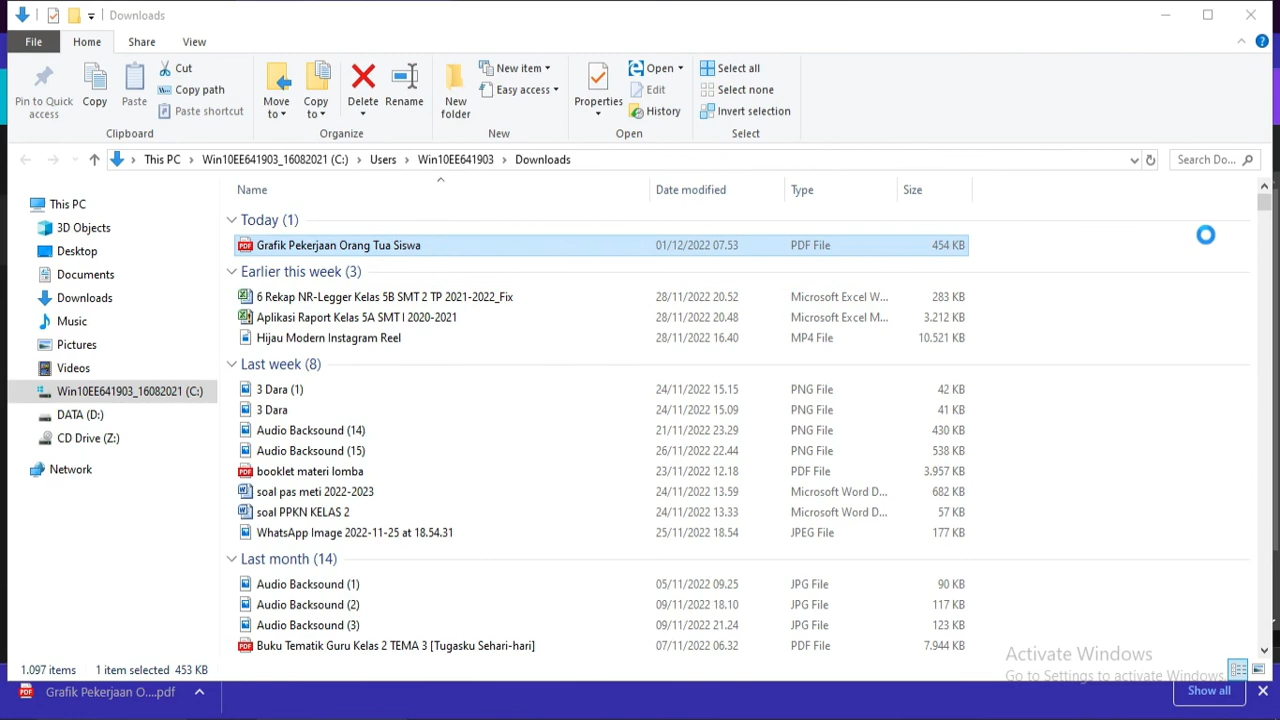 Downloads
File Home Share View
Pin to Quick access
Copy
Paste
Cut
Copy path
Paste shortcut
Clipboard
Move to
Copy to
Delete
Rename
Organize
New folder
New item
Easy access
New
Properties
Open
Edit
History
Open
Select all
Select none
Invert selection
Select
This PC Win10EE641903_16082021 (C:) Users Win10EE641903 Downloads
Search Do...
This PC
3D Objects
Desktop
Documents
Downloads
Music
Pictures
Videos
Win10EE641903_16082021 (C:)
DATA (D:)
CD Drive (Z:)
Network
Name Date modified Type Size
Today (1)
Grafik Pekerjaan Orang Tua Siswa 01/12/2022 07.53 PDF File 454 KB
Earlier this week (3)
6 Rekap NR-Legger Kelas 5B SMT 2 TP 2021-2022_Fix 28/11/2022 20.52 Microsoft Excel W... 283 KB
Aplikasi Raport Kelas 5A SMT I 2020-2021 28/11/2022 20.48 Microsoft Excel M... 3.212 KB
Hijau Modern Instagram Reel 28/11/2022 16.40 MP4 File 10.521 KB
Last week (8)
3 Dara (1) 24/11/2022 15.15 PNG File 42 KB
3 Dara 24/11/2022 15.09 PNG File 41 KB
Audio Backsound (14) 21/11/2022 23.29 PNG File 430 KB
Audio Backsound (15) 26/11/2022 22.44 PNG File 538 KB
booklet materi lomba 23/11/2022 12.18 PDF File 3.957 KB
soal pas meti 2022-2023 24/11/2022 13.59 Microsoft Word D... 682 KB
soal PPKN KELAS 2 24/11/2022 13.33 Microsoft Word D... 57 KB
WhatsApp Image 2022-11-25 at 18.54.31 25/11/2022 18.54 JPEG File 177 KB
Last month (14)
Audio Backsound (1) 05/11/2022 09.25 JPG File 90 KB
Audio Backsound (2) 09/11/2022 18.10 JPG File 117 KB
Audio Backsound (3) 09/11/2022 21.24 JPG File 123 KB
Buku Tematik Guru Kelas 2 TEMA 3 [Tugasku Sehari-hari] 07/11/2022 06.32 PDF File 7.944 KB
Activate Windows
Go to Settings to activate Windows.
1.097 items 1 item selected 453 KB
Grafik Pekerjaan O....pdf
Show all